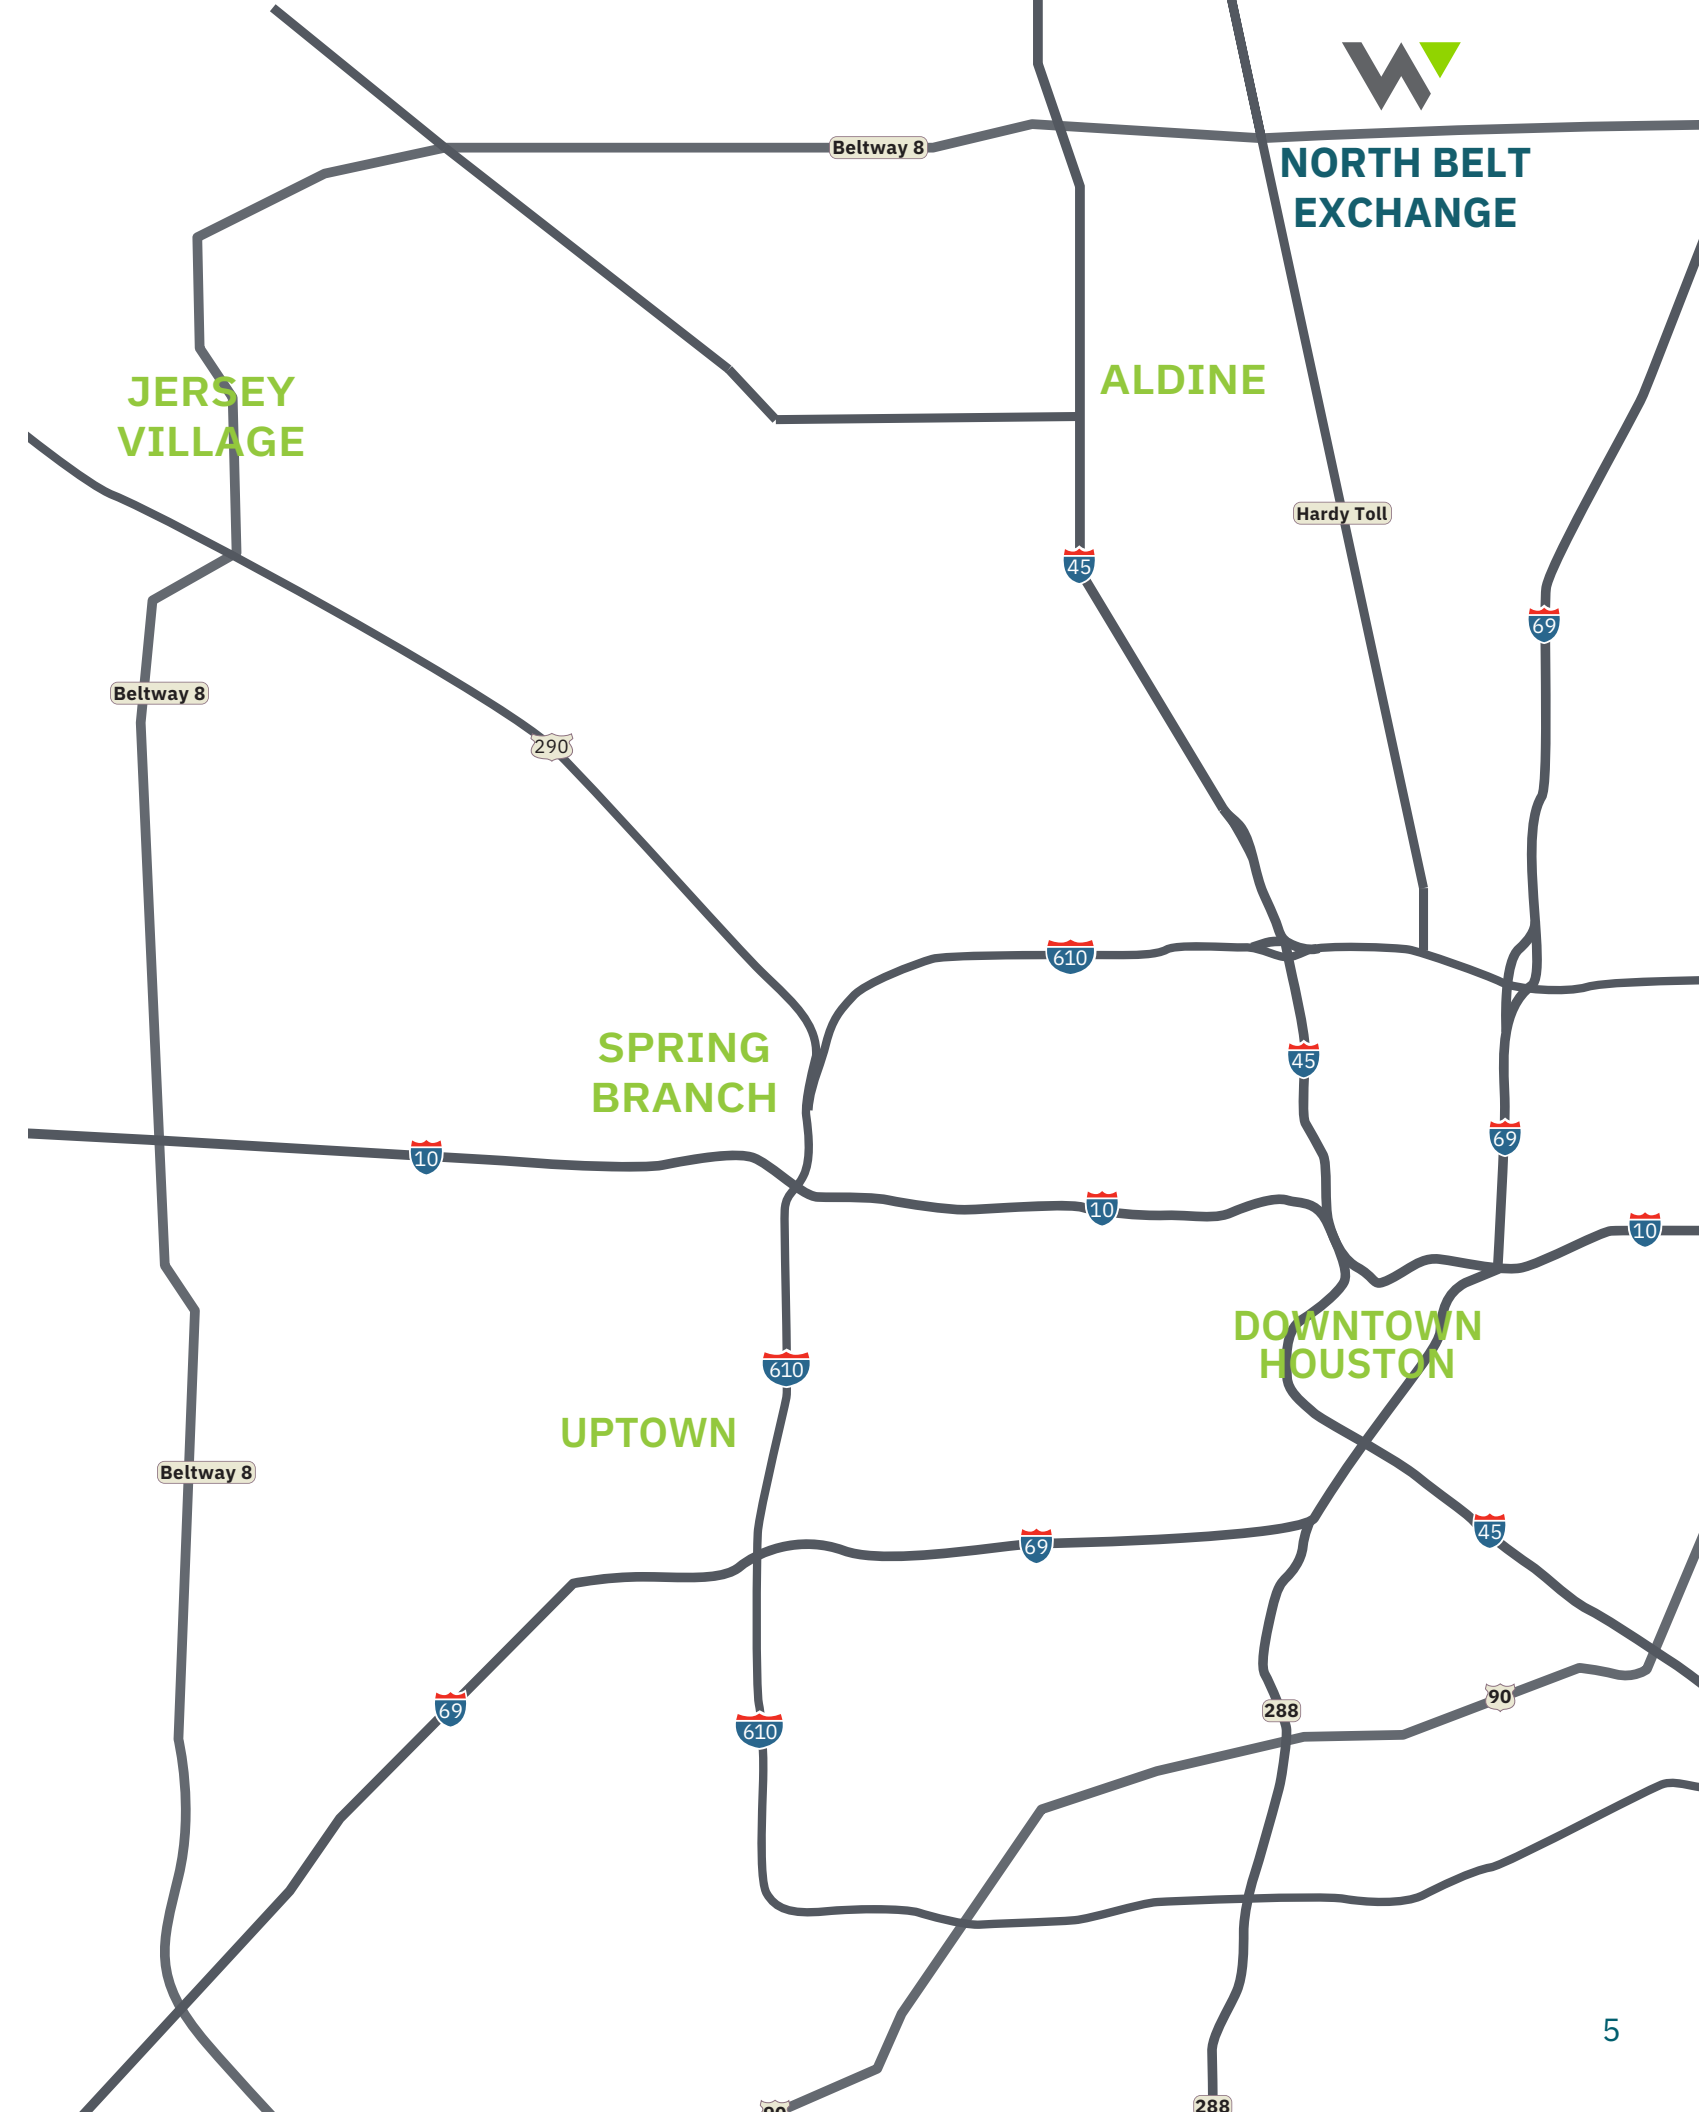 Beltway 8
NORTH BELT
EXCHANGE
JERSEY
VILLAGE
ALDINE
Hardy Toll
45
69
Beltway 8
290
610
SPRING
BRANCH
45
69
10
10
10
DOWNTOWN
HOUSTON
610
UPTOWN
Beltway 8
45
69
69
90
288
610
5
288